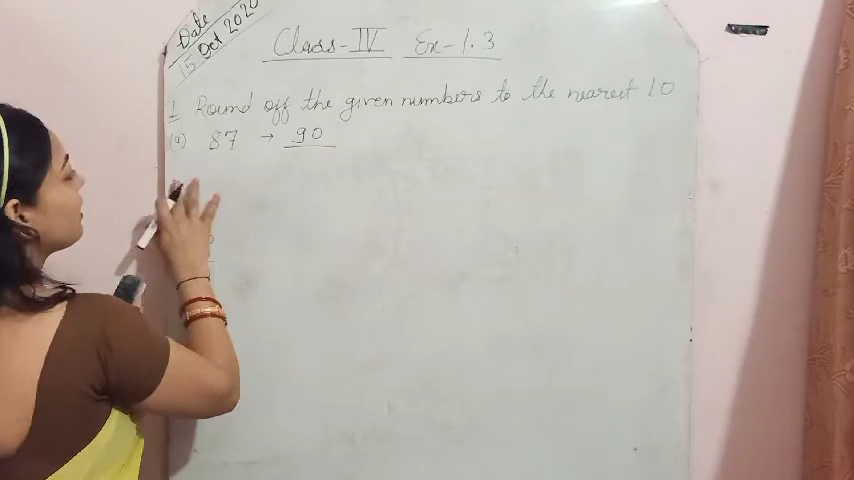 Date
15 Oct 2020
Class-IV Ex-1.3
1 Round off the given numbers to the nearest 10
(a) 87 → 90